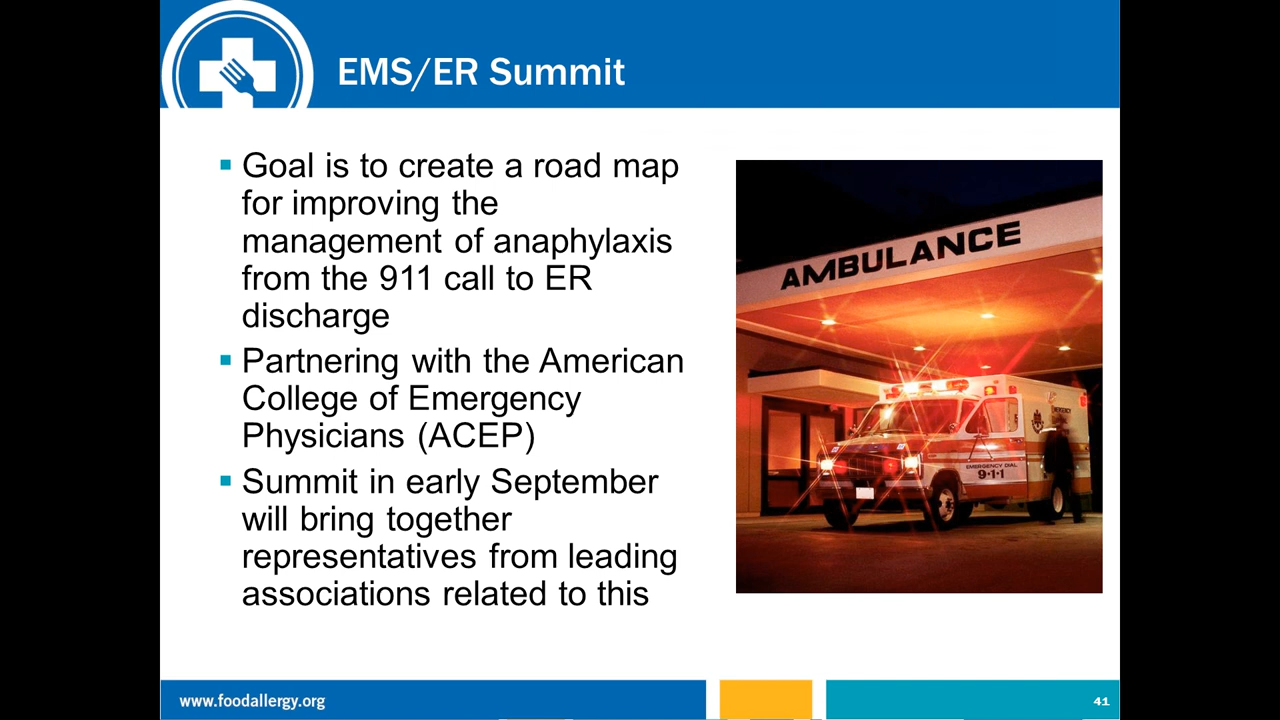 EMS/ER Summit
Goal is to create a road map
for improving the
management of anaphylaxis
from the 911 call to ER
discharge
Partnering with the American
College of Emergency
Physicians (ACEP)
Summit in early September
will bring together
representatives from leading
associations related to this
AMBULANCE
EMERGENCY
EMERGENCY DIAL
9-1-1
www.foodallergy.org
41